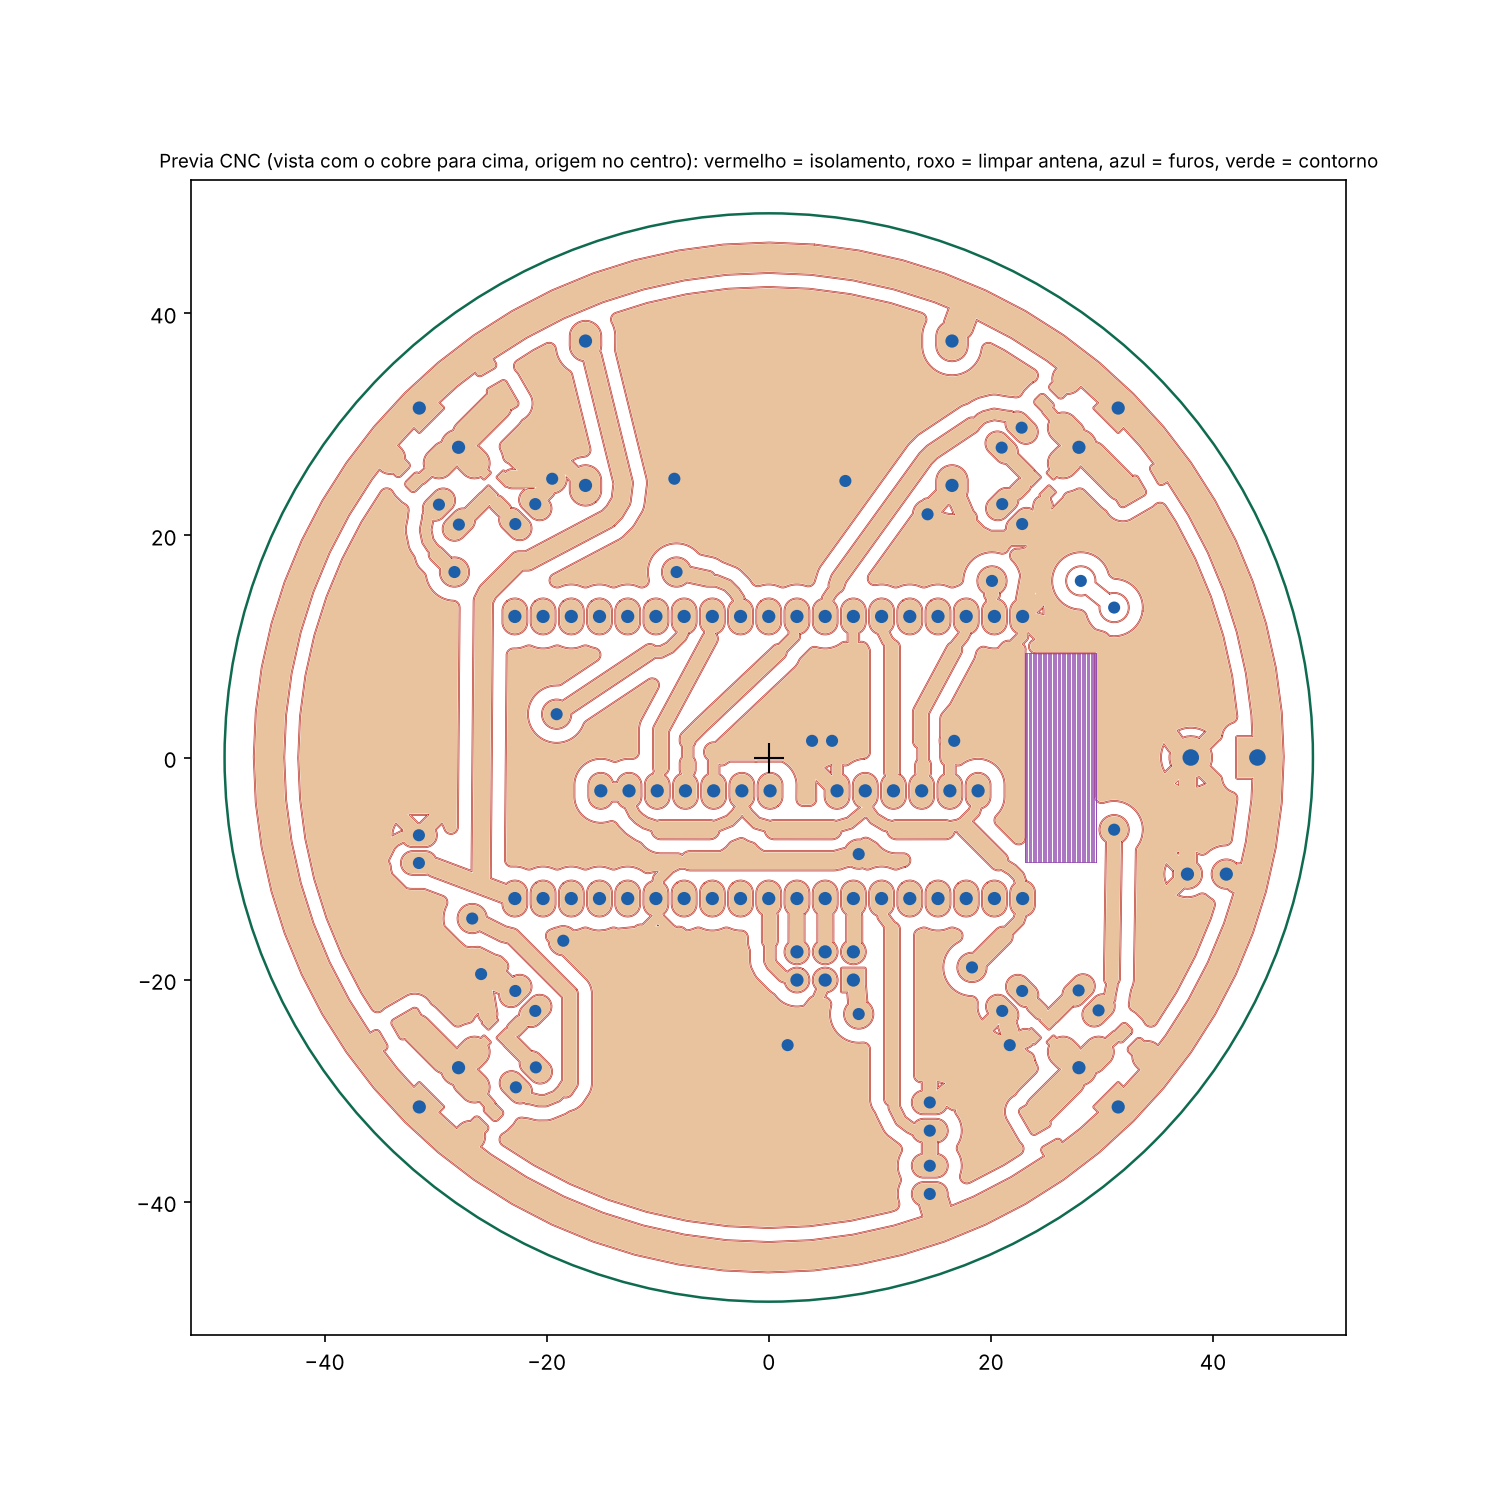 Previa CNC (vista com o cobre para cima, origem no centro): vermelho = isolamento, roxo = limpar antena, azul = furos, verde = contorno
40
20
0
−20
−40
−40 −20 0 20 40